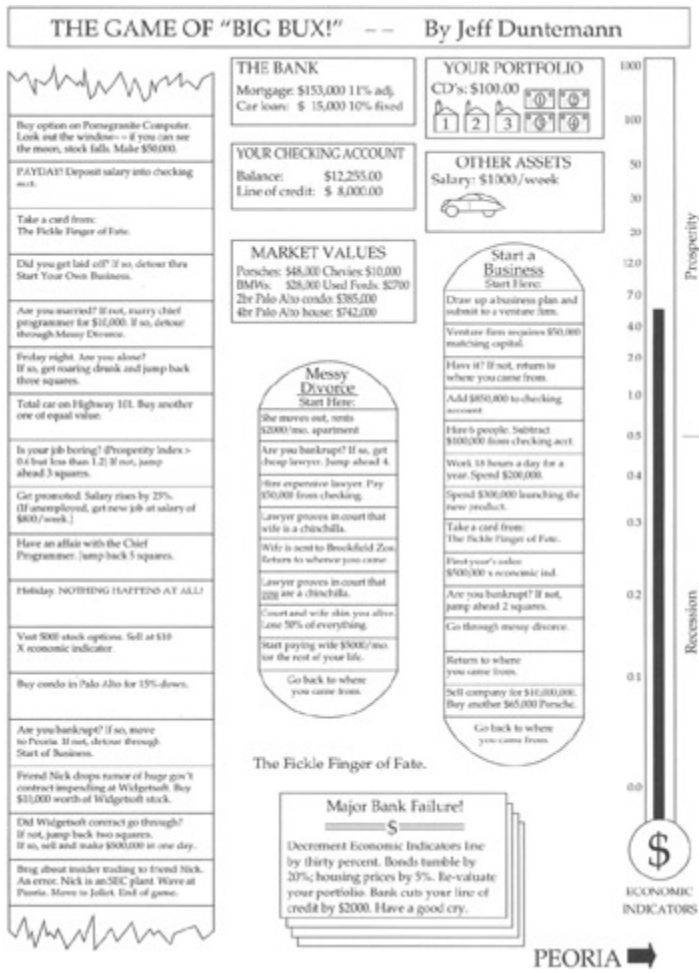 THE GAME OF "BIG BUX!" -- By Jeff Duntemann
Buy option on Pomegranite Computer.
Look out the window-- if you can see
the moon, stock falls. Make $50,000.
PAYDAY! Deposit salary into checking
acct.
Take a card from:
The Fickle Finger of Fate.
Did you get laid off? If so, detour thru
Start Your Own Business.
Are you married? If not, marry chief
programmer for $10,000. If so, detour
through Messy Divorce.
Friday night. Are you alone?
If so, get roaring drunk and jump back
three squares.
Total car on Highway 101. Buy another
one of equal value.
Is your job boring? (Prosperity Index >
0.6 but less than 1.2) If not, jump
ahead 3 squares.
Get promoted. Salary rises by 25%.
(If unemployed, get new job at salary of
$800/week.)
Have an affair with the Chief
Programmer. Jump back 5 squares.
Holiday. NOTHING HAPPENS AT ALL!
Vest 5000 stock options. Sell at $10
X economic indicator.
Buy condo in Palo Alto for 15% down.
Are you bankrupt? If so, move
to Peoria. If not, detour through
Start of Business.
Friend Nick drops rumor of huge gov't
contract impending at Widgetsoft. Buy
$10,000 worth of Widgetsoft stock.
Did Widgetsoft contract go through?
If not, jump back two squares.
If so, sell and make $500,000 in one day.
Brag about insider trading to friend Nick.
An error. Nick is an SEC plant. Wave at
Peoria. Move to Joliet. End of game.
THE BANK
Mortgage: $153,000 11% adj.
Car loan: $ 15,000 10% fixed
YOUR CHECKING ACCOUNT
Balance: $12,255.00
Line of credit: $ 8,000.00
MARKET VALUES
Porsches: $48,000 Chevies: $10,000
BMWs: $28,000 Used Fords: $2700
2br Palo Alto condo: $385,000
4br Palo Alto house: $742,000
YOUR PORTFOLIO
CD's: $100.00
1 2 3
OTHER ASSETS
Salary: $1000/week
Messy
Divorce
Start Here:
She moves out, rents
$2000/mo. apartment
Are you bankrupt? If so, get
cheap lawyer. Jump ahead 4.
Hire expensive lawyer. Pay
$50,000 from checking.
Lawyer proves in court that
wife is a chinchilla.
Wife is sent to Brookfield Zoo.
Return to whence you came.
Lawyer proves in court that
you are a chinchilla.
Court and wife skin you alive.
Lose 50% of everything.
Start paying wife $5000/mo.
for the rest of your life.
Go back to where
you came from.
Start a
Business
Start Here:
Draw up a business plan and
submit to a venture firm.
Venture firm requires $50,000
matching capital.
Have it? If not, return to
where you came from.
Add $850,000 to checking
account
Hire 6 people. Subtract
$100,000 from checking acct.
Work 18 hours a day for a
year. Spend $200,000.
Spend $300,000 launching the
new product.
Take a card from:
The Fickle Finger of Fate.
First year's sales:
$500,000 x economic ind.
Are you bankrupt? If not,
jump ahead 2 squares.
Go through messy divorce.
Return to where
you came from.
Sell company for $10,000,000.
Buy another $65,000 Porsche.
Go back to where
you came from.
The Fickle Finger of Fate.
Major Bank Failure!
$
Decrement Economic Indicators line
by thirty percent. Bonds tumble by
20%; housing prices by 5%. Re-valuate
your portfolio. Bank cuts your line of
credit by $2000. Have a good cry.
1000
100
50
30
20
12.0
7.0
4.0
2.0
1.0
0.5
0.4
0.3
0.2
0.1
0.0
Prosperity
Recession
$
ECONOMIC
INDICATORS
PEORIA